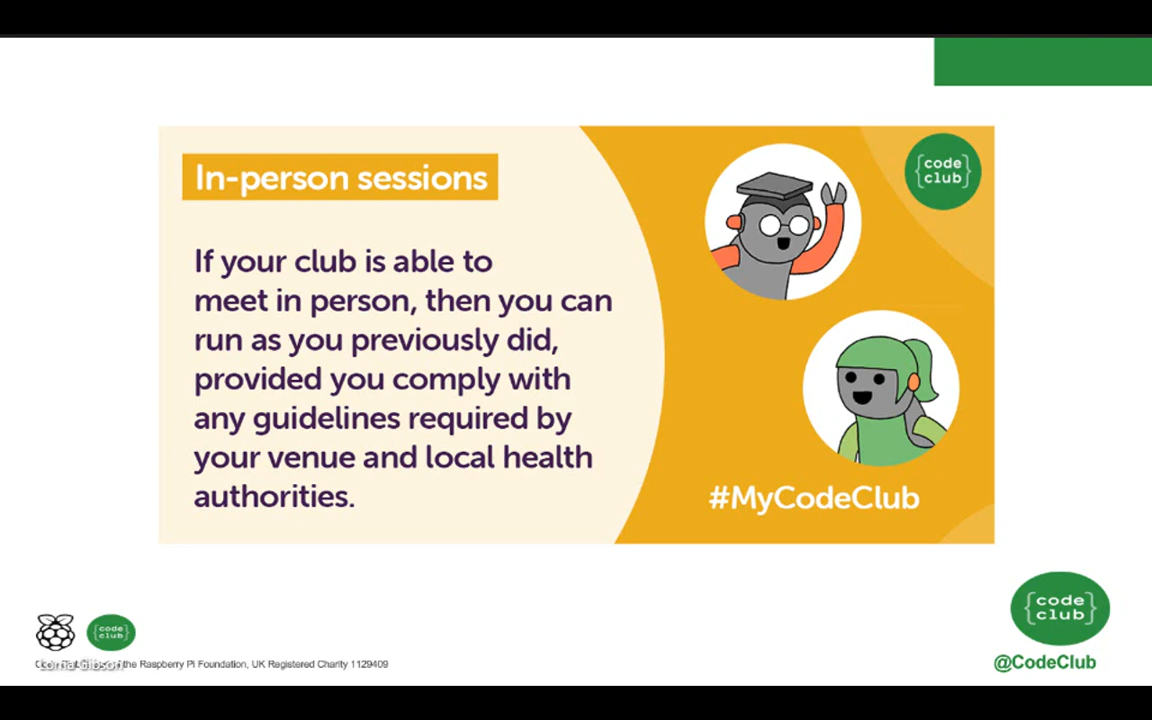 In-person sessions
{code
club}
If your club is able to
meet in person, then you can
run as you previously did,
provided you comply with
any guidelines required by
your venue and local health
authorities.
#MyCodeClub
{code
club}
{code
club}
the Raspberry Pi Foundation, UK Registered Charity 1129409
@CodeClub